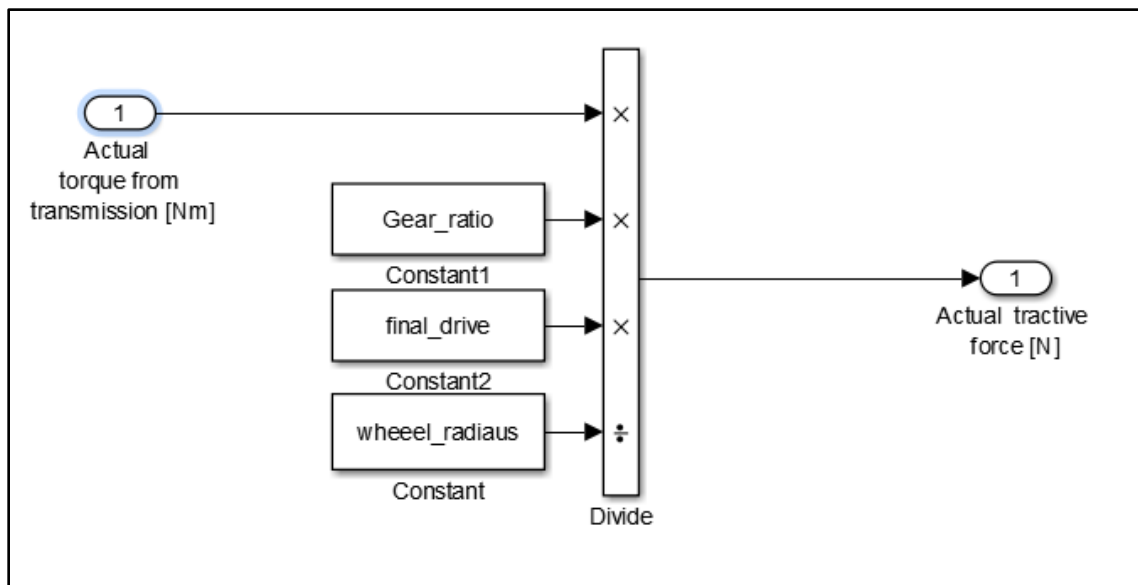 1
Actual
torque from
transmission [Nm]
×
Gear_ratio
×
Constant1
final_drive
×
Constant2
wheeel_radiaus
÷
Constant
Divide
1
Actual tractive
force [N]